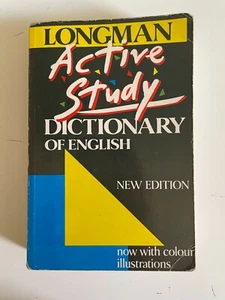 LONGMAN
Active
Study
DICTIONARY
OF ENGLISH
NEW EDITION
now with colour
illustrations